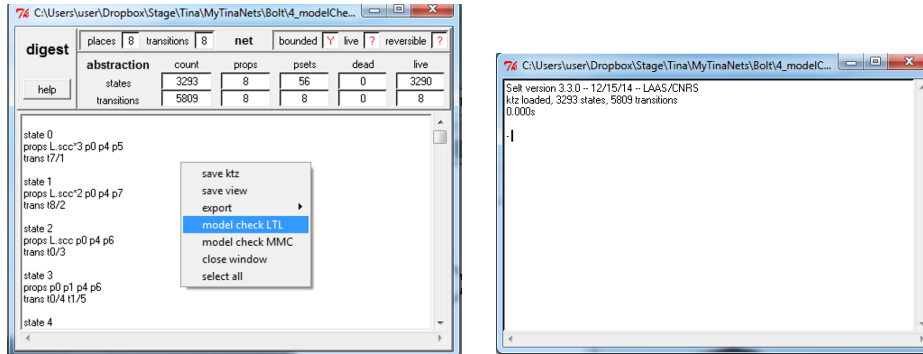 C:\Users\user\Dropbox\Stage\Tina\MyTinaNets\Bolt\4_modelChe...
digest
places 8 transitions 8 net bounded Y live ? reversible ?
abstraction count props psets dead live
help
states 3293 8 56 0 3290
transitions 5809 8 8 0 8
state 0
props L.scc*3 p0 p4 p5
trans t7/1
state 1
props L.scc*2 p0 p4 p7
trans t8/2
state 2
props L.scc p0 p4 p6
trans t0/3
state 3
props p0 p1 p4 p6
trans t0/4 t1/5
state 4
save ktz
save view
export
model check LTL
model check MMC
close window
select all
C:\Users\user\Dropbox\Stage\Tina\MyTinaNets\Bolt\4_modelC...
Selt version 3.3.0 -- 12/15/14 -- LAAS/CNRS
ktz loaded, 3293 states, 5809 transitions
0.000s
-